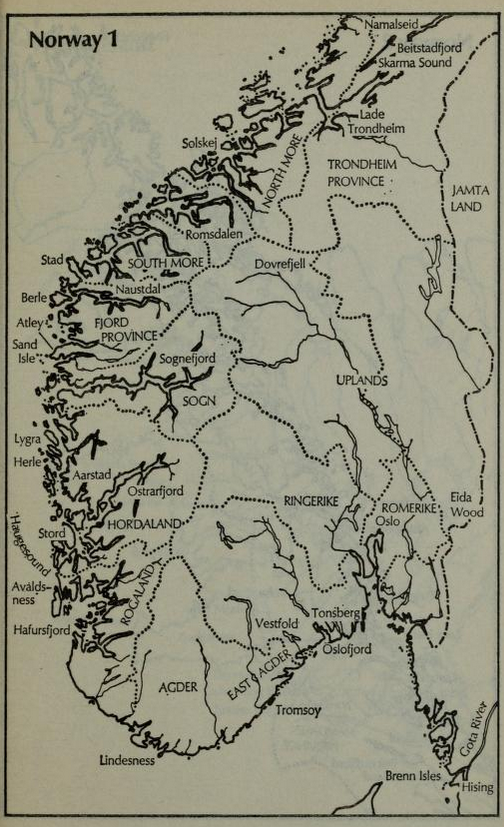 Norway 1
Namalseid
Beitstadfjord
Skarma Sound
Lade
Trondheim
Solskej
NORTH MORE
TRONDHEIM
PROVINCE
JAMTA
LAND
Romsdalen
Stad
SOUTH MORE
Dovrefjell
Berle
Naustdal
Atley
FJORD
PROVINCE
Sand
Isle
Sognefjord
UPLANDS
SOGN
Lygra
Herle
Aarstad
Ostrarfjord
RINGERIKE
ROMERIKE
Eida
Wood
Oslo
Haugesound
Stord
HORDALAND
Avalds-
ness
ROGALAND
Vestfold
Tonsberg
Hafursfjord
Oslofjord
AGDER
EAST AGDER
Tromsoy
Lindesness
Gota River
Brenn Isles
Hising